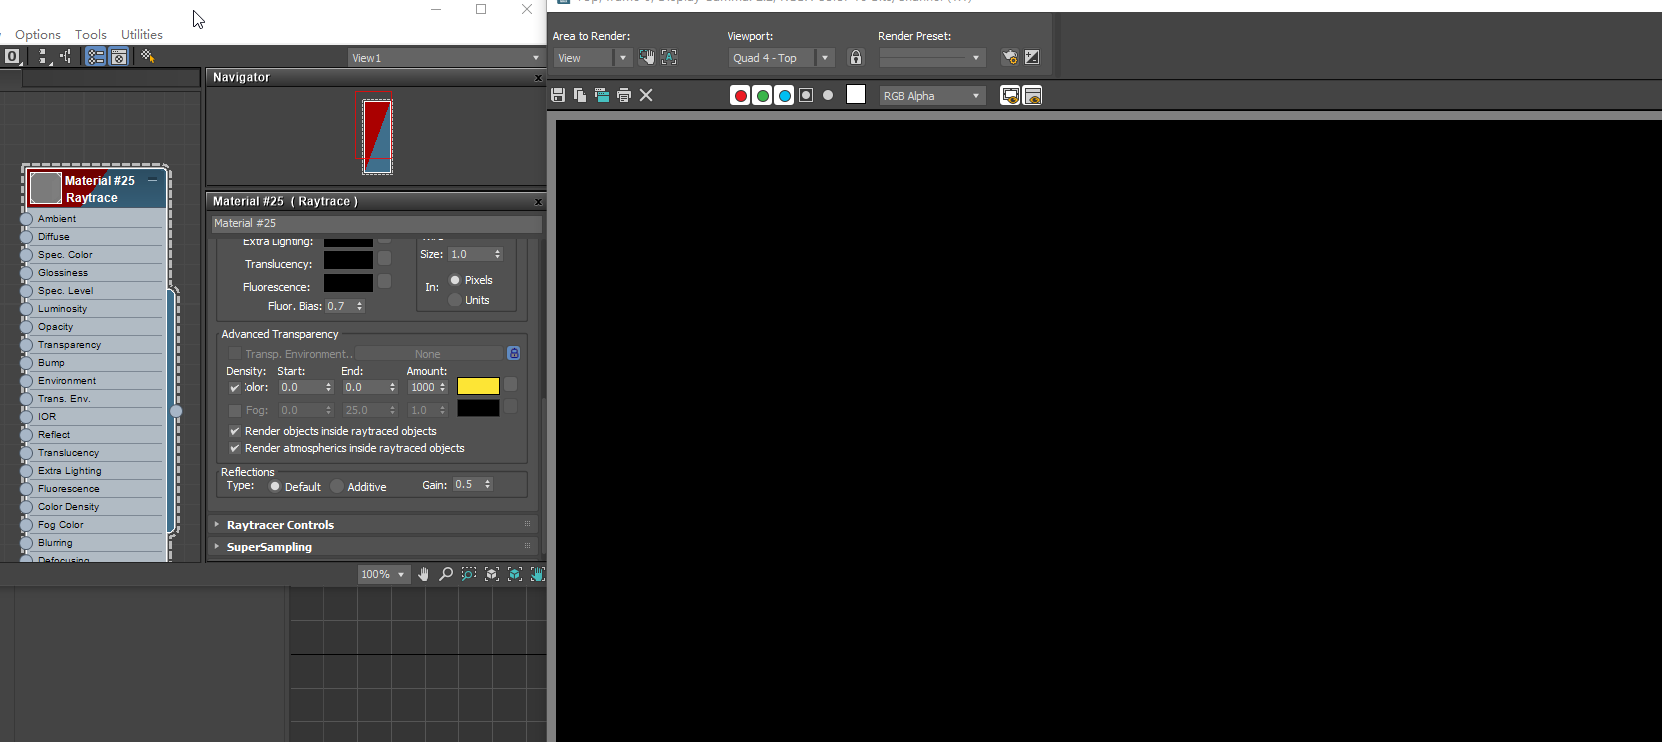 Options Tools Utilities
View1
Navigator
Material #25
Raytrace
Ambient
Diffuse
Spec. Color
Glossiness
Spec. Level
Luminosity
Opacity
Transparency
Bump
Environment
Trans. Env.
IOR
Reflect
Translucency
Extra Lighting
Fluorescence
Color Density
Fog Color
Blurring
Defocusing
Material #25 ( Raytrace )
Material #25
Extra Lighting:
Translucency:
Fluorescence:
Fluor. Bias: 0.7
Size: 1.0
In: Pixels
Units
Advanced Transparency
Transp. Environment.. None
Density: Start: End: Amount:
Color: 0.0 0.0 1000
Fog: 0.0 25.0 1.0
Render objects inside raytraced objects
Render atmospherics inside raytraced objects
Reflections
Type: Default Additive Gain: 0.5
Raytracer Controls
SuperSampling
100%
Area to Render:
View
Viewport:
Quad 4 - Top
Render Preset:
RGB Alpha